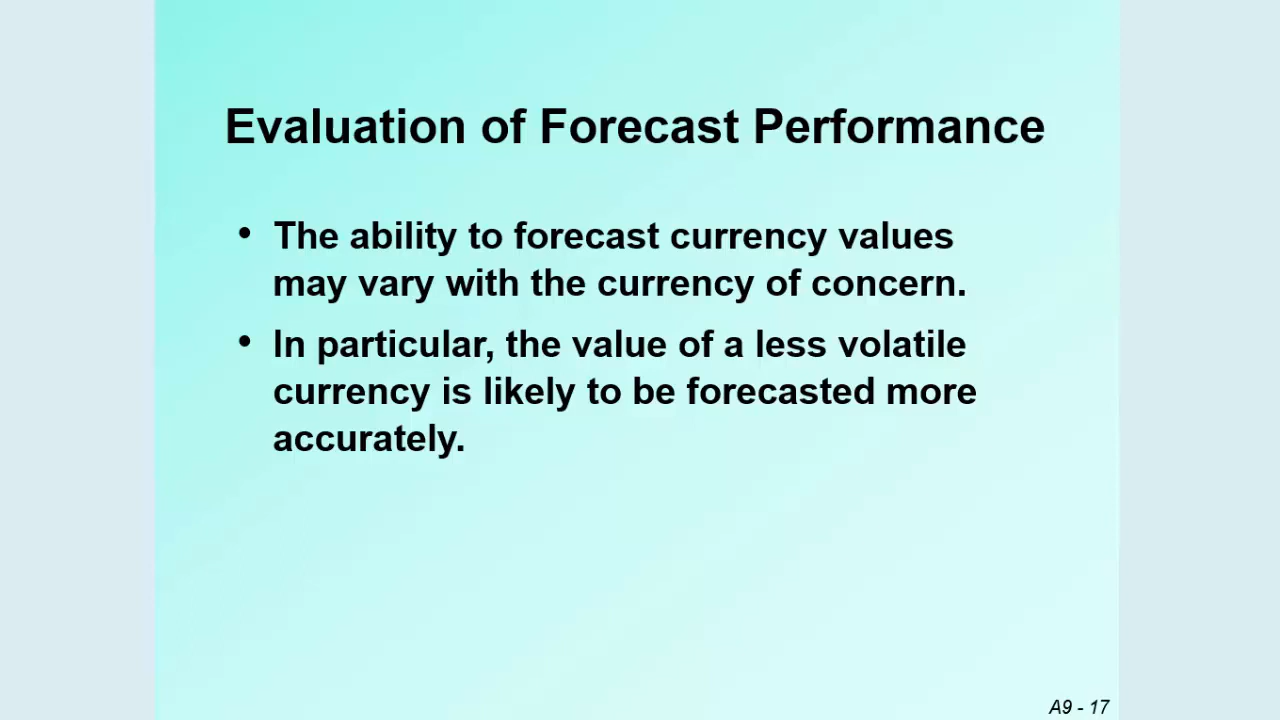 Evaluation of Forecast Performance
• The ability to forecast currency values
may vary with the currency of concern.
• In particular, the value of a less volatile
currency is likely to be forecasted more
accurately.
A9 - 17